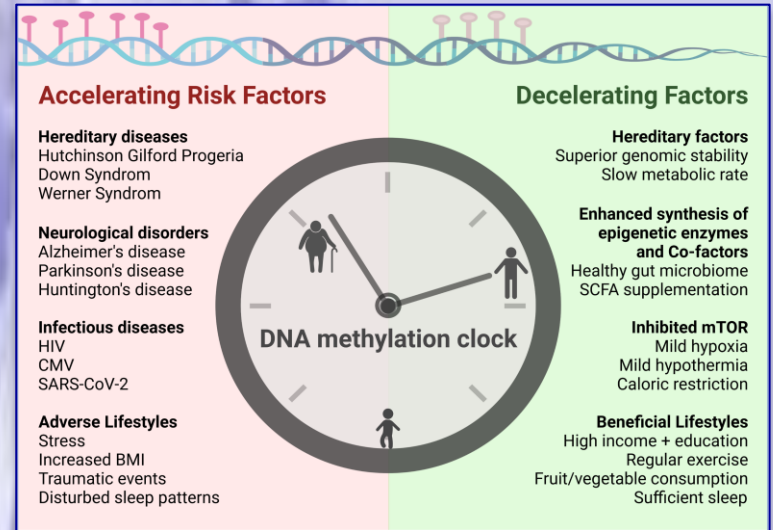 Accelerating Risk Factors
Hereditary diseases
Hutchinson Gilford Progeria
Down Syndrom
Werner Syndrom
Neurological disorders
Alzheimer's disease
Parkinson's disease
Huntington's disease
Infectious diseases
HIV
CMV
SARS-CoV-2
Adverse Lifestyles
Stress
Increased BMI
Traumatic events
Disturbed sleep patterns
DNA methylation clock
Decelerating Factors
Hereditary factors
Superior genomic stability
Slow metabolic rate
Enhanced synthesis of
epigenetic enzymes
and Co-factors
Healthy gut microbiome
SCFA supplementation
Inhibited mTOR
Mild hypoxia
Mild hypothermia
Caloric restriction
Beneficial Lifestyles
High income + education
Regular exercise
Fruit/vegetable consumption
Sufficient sleep